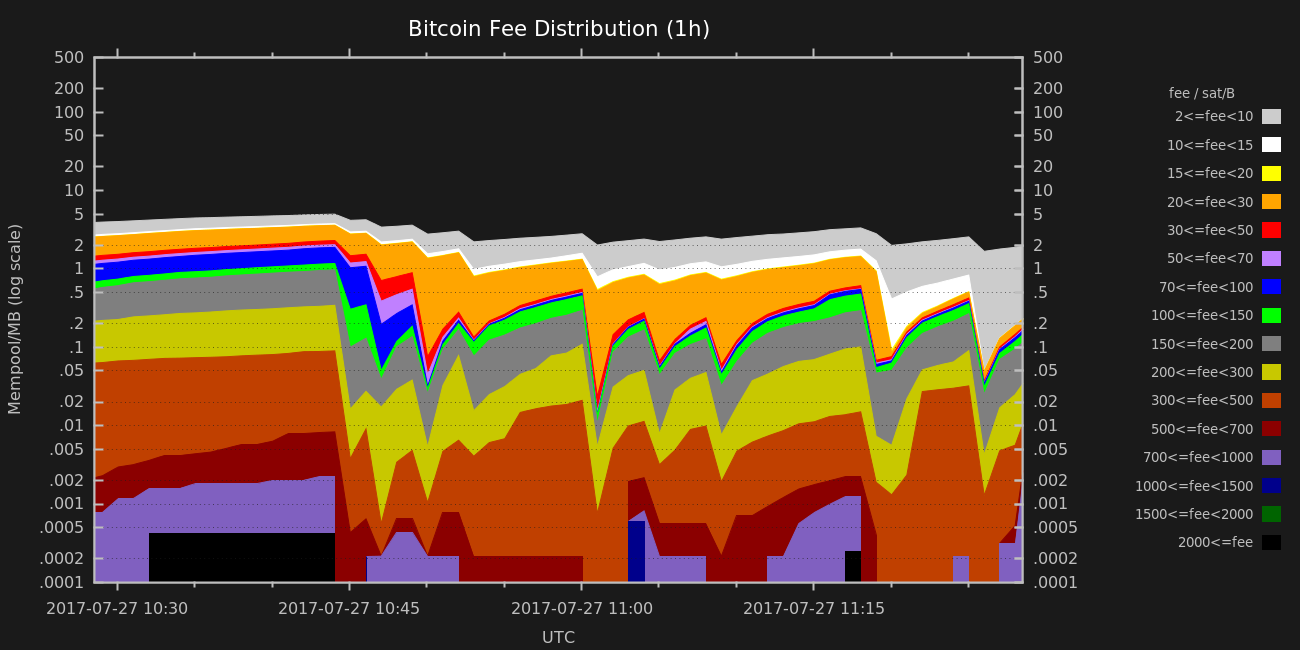 Bitcoin Fee Distribution (1h)
Mempool/MB (log scale)
500
200
100
50
20
10
5
2
1
.5
.2
.1
.05
.02
.01
.005
.002
.001
.0005
.0002
.0001
500
200
100
50
20
10
5
2
1
.5
.2
.1
.05
.02
.01
.005
.002
.001
.0005
.0002
.0001
2017-07-27 10:30
2017-07-27 10:45
2017-07-27 11:00
2017-07-27 11:15
UTC
fee / sat/B
2<=fee<10
10<=fee<15
15<=fee<20
20<=fee<30
30<=fee<50
50<=fee<70
70<=fee<100
100<=fee<150
150<=fee<200
200<=fee<300
300<=fee<500
500<=fee<700
700<=fee<1000
1000<=fee<1500
1500<=fee<2000
2000<=fee